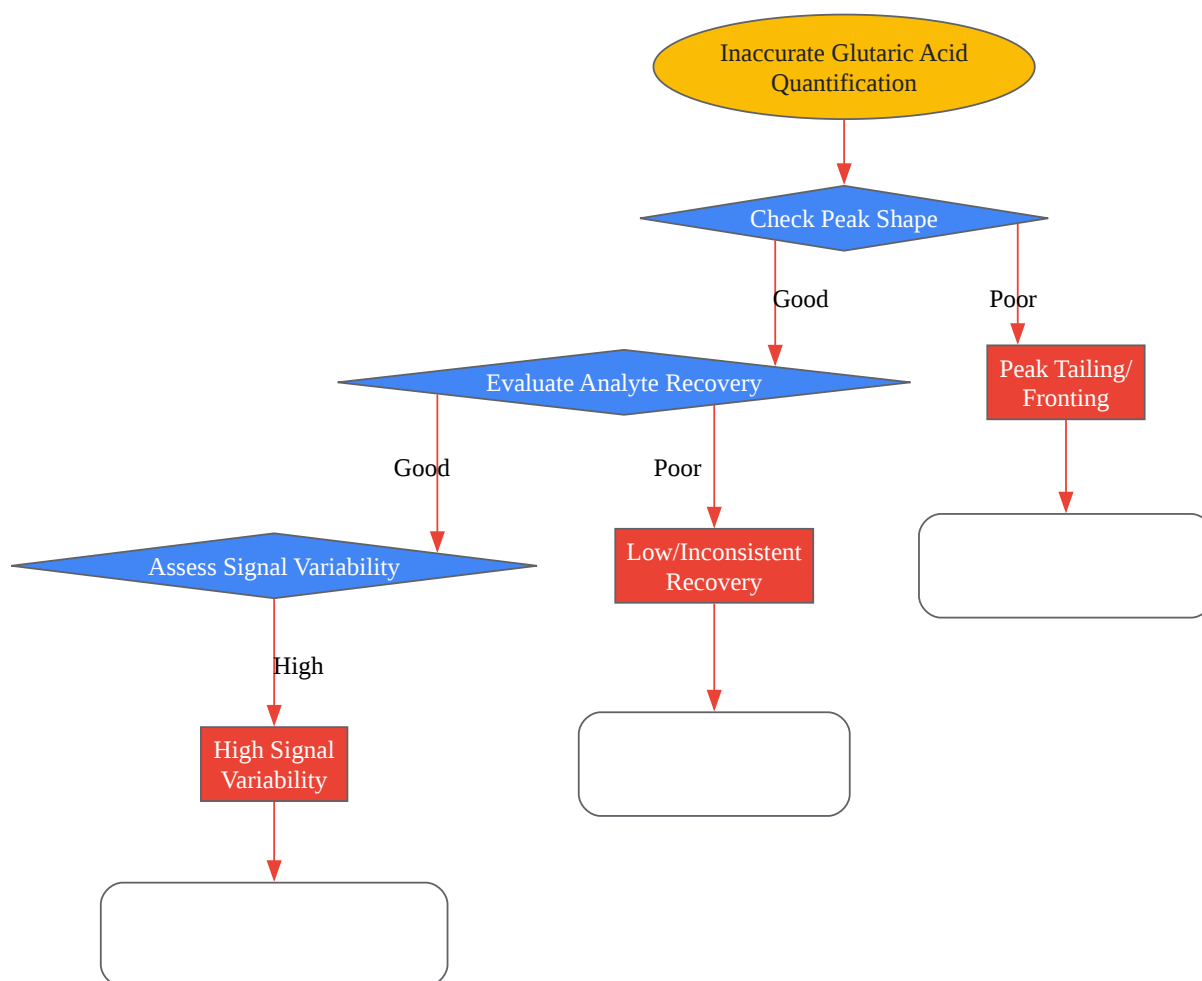 Inaccurate Glutaric Acid
Quantification
Check Peak Shape
Good
Poor
Evaluate Analyte Recovery
Peak Tailing/
Fronting
Good
Poor
Assess Signal Variability
Low/Inconsistent
Recovery
High
High Signal
Variability